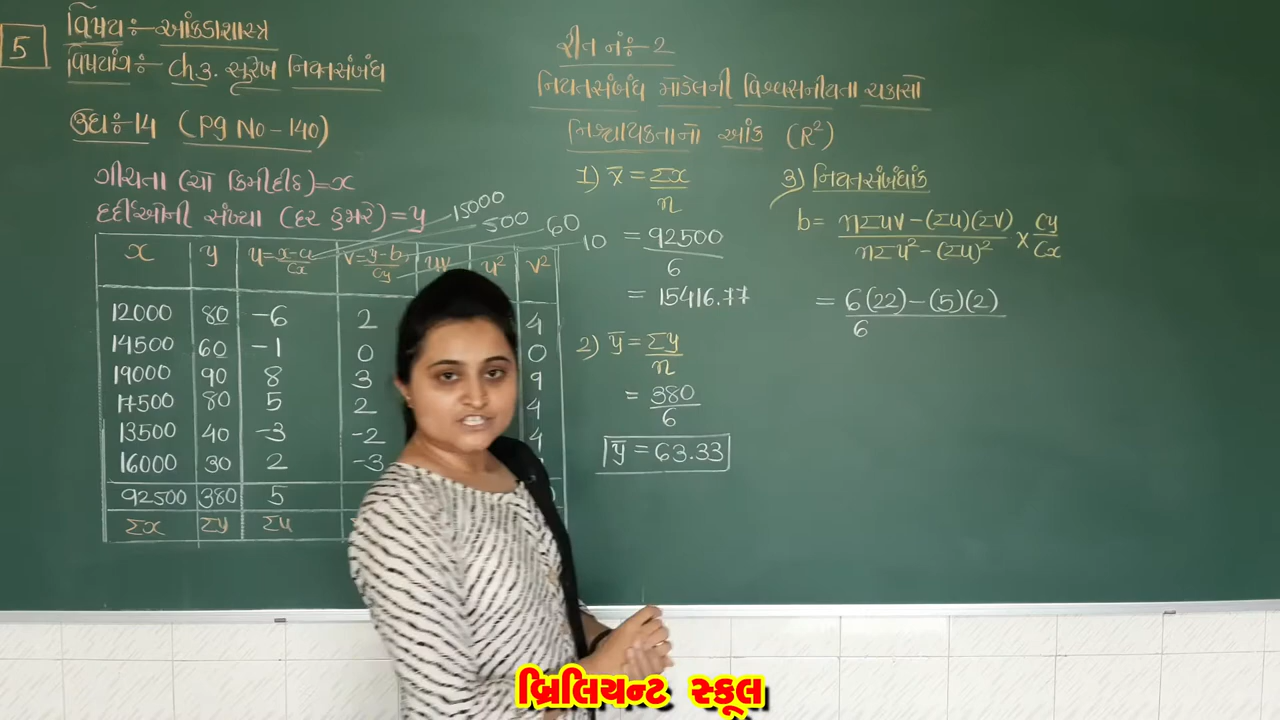 5
વિષય :- આંકડાશાસ્ત્ર
વિષયાંગ :- Ch 3. સુરેખ નિયતસંબંધ
ઉદા :- 14 (Pg No - 140)
ગીચતા (ચો કિમીદીઠ) = x
દર્દીઓની સંખ્યા (દર હજારે) = y
15000
500
60
10
x y u = x-a/Cx v = y-b/Cy uv u² v²
12000 80 -6 2 4
14500 60 -1 0 0
19000 90 8 3 9
17500 80 5 2 4
13500 40 -3 -2 4
16000 30 2 -3
92500 380 5
Σx Σy Σu
રીત નં :- 2
નિયતસંબંધ મોડેલની વિશ્વસનીયતા ચકાસો
નિશ્ચાયકતાનો આંક (R²)
1) x̄ = Σx/n
= 92500/6
= 15416.77
2) ȳ = Σy/n
= 380/6
ȳ = 63.33
3) નિયતસંબંધાંક
b = nΣuv - (Σu)(Σv) / nΣu² - (Σu)² × Cy/Cx
= 6(22) - (5)(2) / 6
બ્રિલિયન્ટ સ્કૂલ